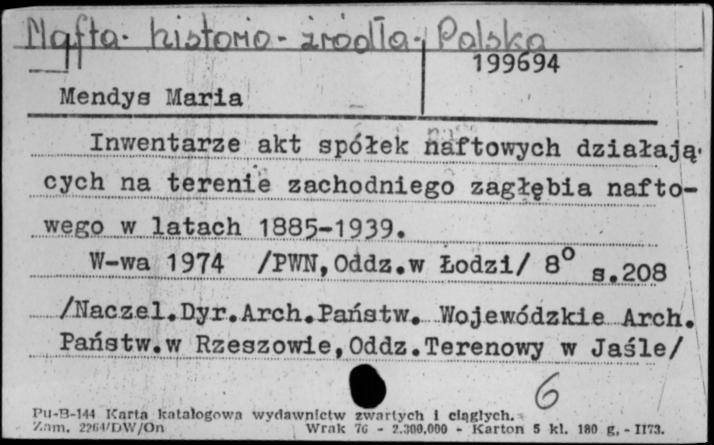 Nafta - historia - źródła - Polska
199694
Mendys Maria
Inwentarze akt spółek naftowych działają-
cych na terenie zachodniego zagłębia nafto-
wego w latach 1885-1939.
W-wa 1974 /PWN,Oddz.w Łodzi/ 8° s.208
/Naczel.Dyr.Arch.Państw. Wojewódzkie Arch.
Państw.w Rzeszowie,Oddz.Terenowy w Jaśle/
6
Pu-B-144 Karta katalogowa wydawnictw zwartych i ciągłych.
Zam. 2264/DW/On Wrak 76 - 2.300,000 - Karton 5 kl. 180 g. - II73.